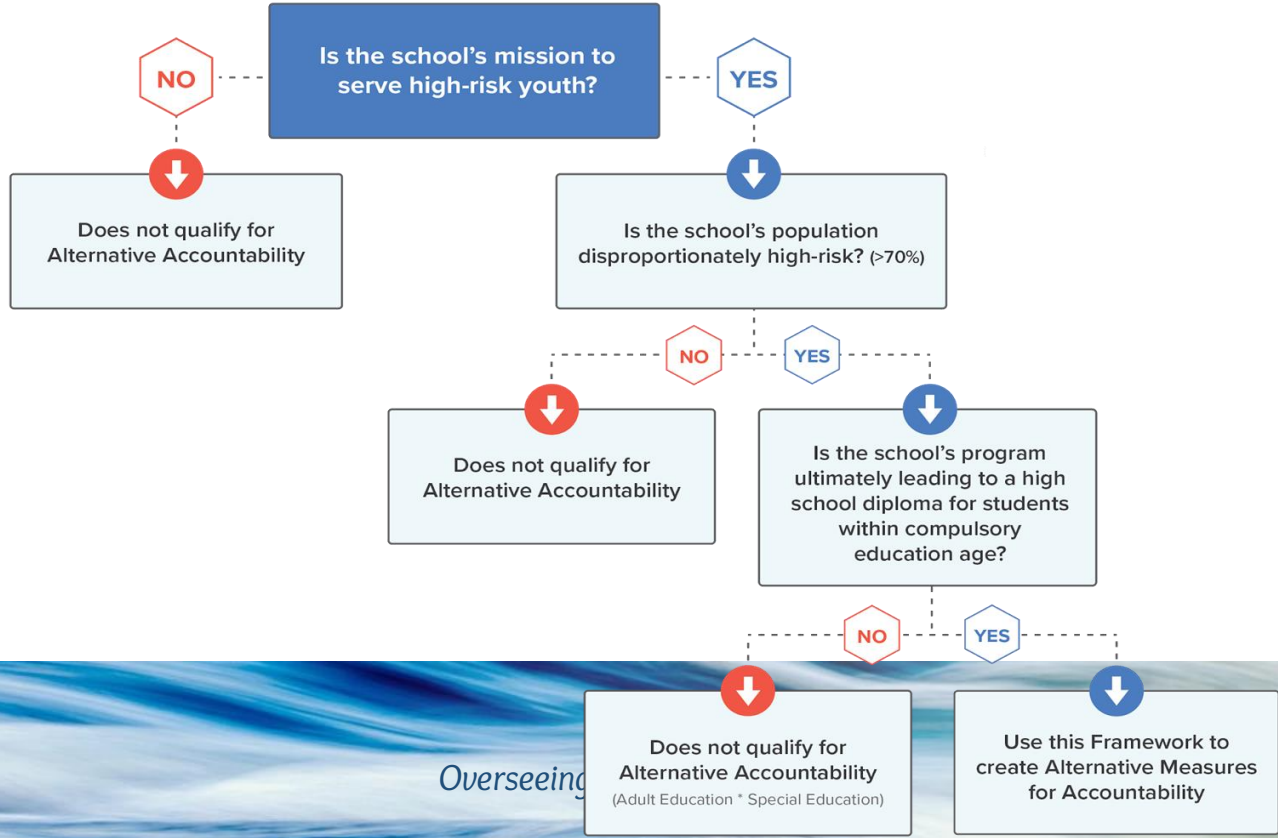 Is the school's mission to
serve high-risk youth?
NO
YES
Does not qualify for
Alternative Accountability
Is the school's population
disproportionately high-risk? (>70%)
NO
YES
Does not qualify for
Alternative Accountability
Is the school's program
ultimately leading to a high
school diploma for students
within compulsory
education age?
NO
YES
Does not qualify for
Alternative Accountability
(Adult Education * Special Education)
Use this Framework to
create Alternative Measures
for Accountability
Overseeing